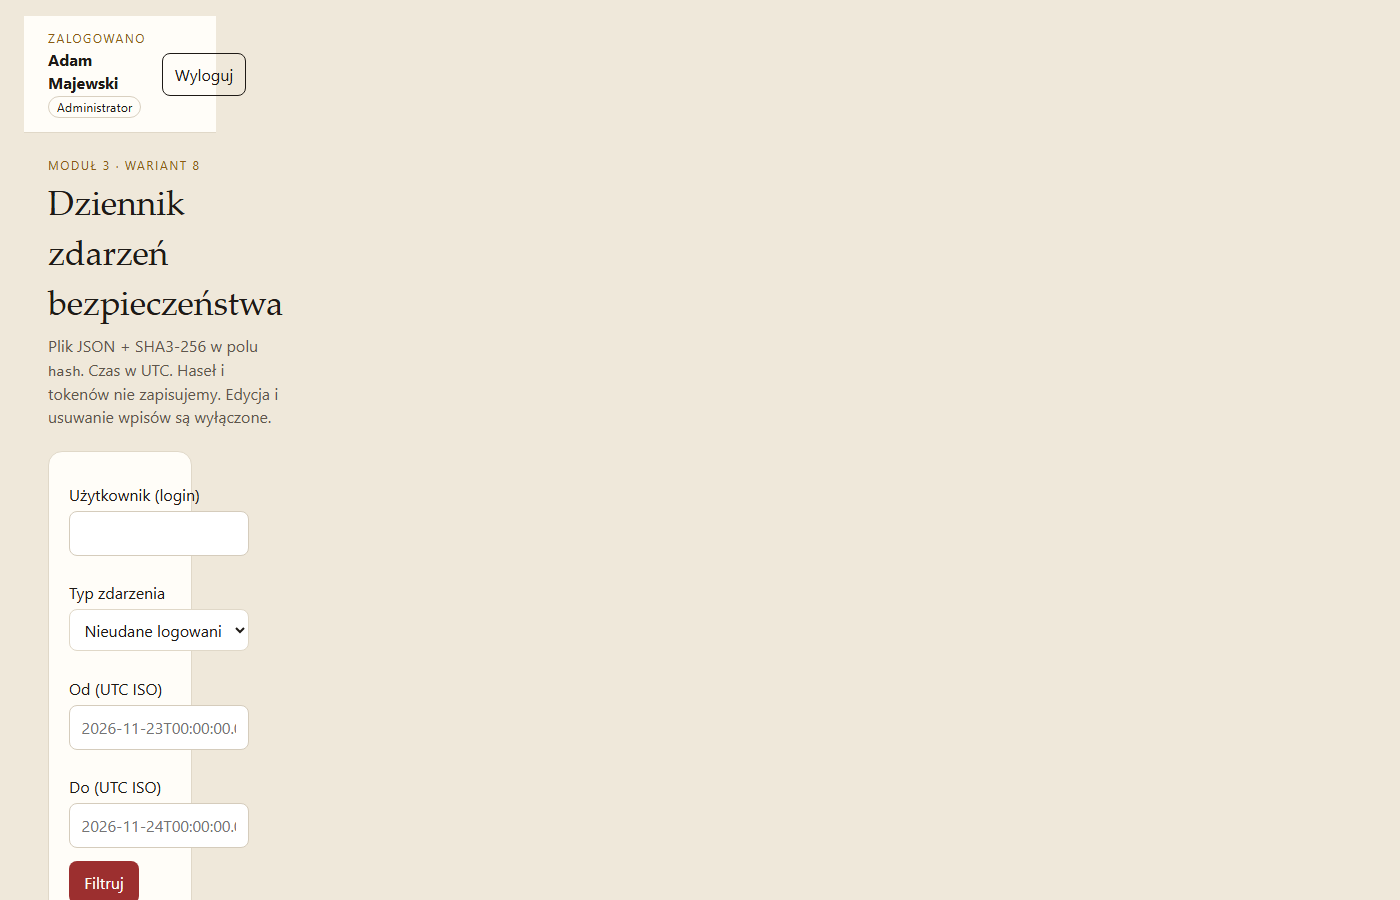 ZALOGOWANO
Adam
Majewski
Administrator
Wyloguj
MODUŁ 3 · WARIANT 8
Dziennik
zdarzeń
bezpieczeństwa
Plik JSON + SHA3-256 w polu
hash. Czas w UTC. Haseł i
tokenów nie zapisujemy. Edycja i
usuwanie wpisów są wyłączone.
Użytkownik (login)
Typ zdarzenia
Nieudane logowani
Od (UTC ISO)
2026-11-23T00:00:00.
Do (UTC ISO)
2026-11-24T00:00:00.
Filtruj